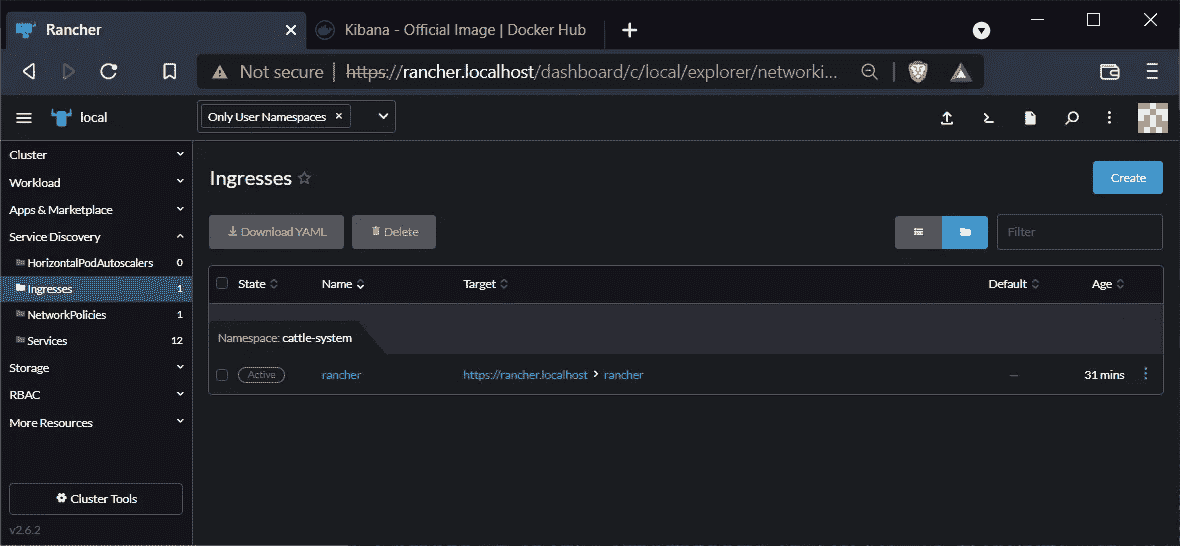 Rancher
Kibana - Official Image | Docker Hub
Not secure | https://rancher.localhost/dashboard/c/local/explorer/networki...
local
Only User Namespaces
Cluster
Workload
Apps & Marketplace
Service Discovery
HorizontalPodAutoscalers 0
Ingresses 1
NetworkPolicies 1
Services 12
Storage
RBAC
More Resources
Cluster Tools
v2.6.2
Ingresses
Create
Download YAML
Delete
Filter
State Name Target Default Age
Namespace: cattle-system
Active rancher https://rancher.localhost > rancher — 31 mins